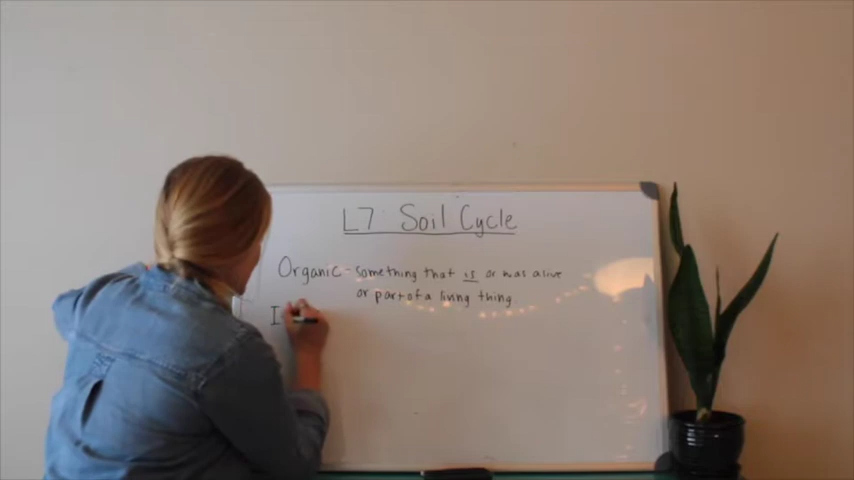 L7 Soil Cycle
Organic - something that is or was alive
or part of a living thing
I